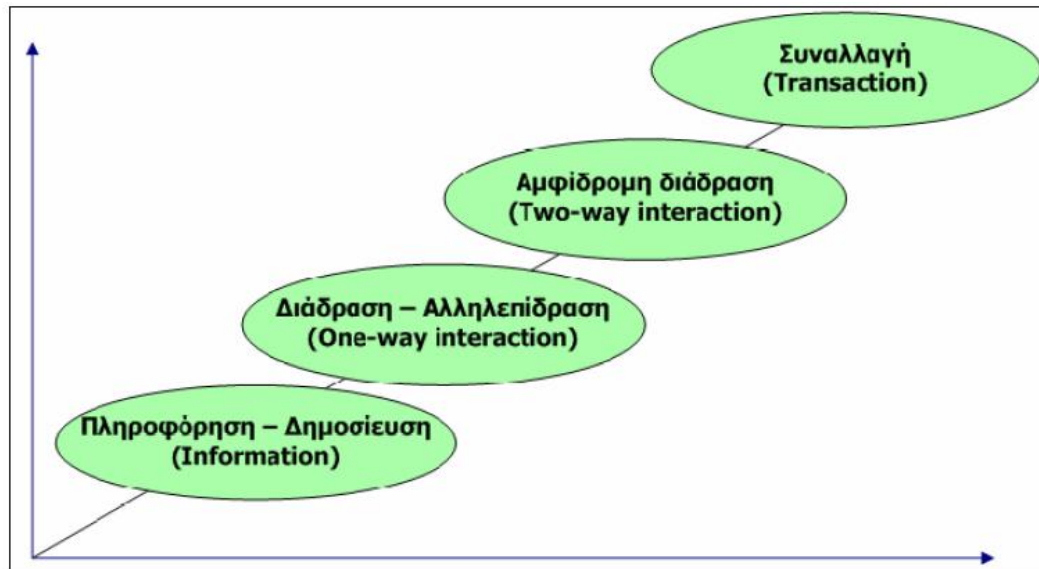 Συναλλαγή
(Transaction)
Αμφίδρομη διάδραση
(Two-way interaction)
Διάδραση – Αλληλεπίδραση
(One-way interaction)
Πληροφόρηση – Δημοσίευση
(Information)